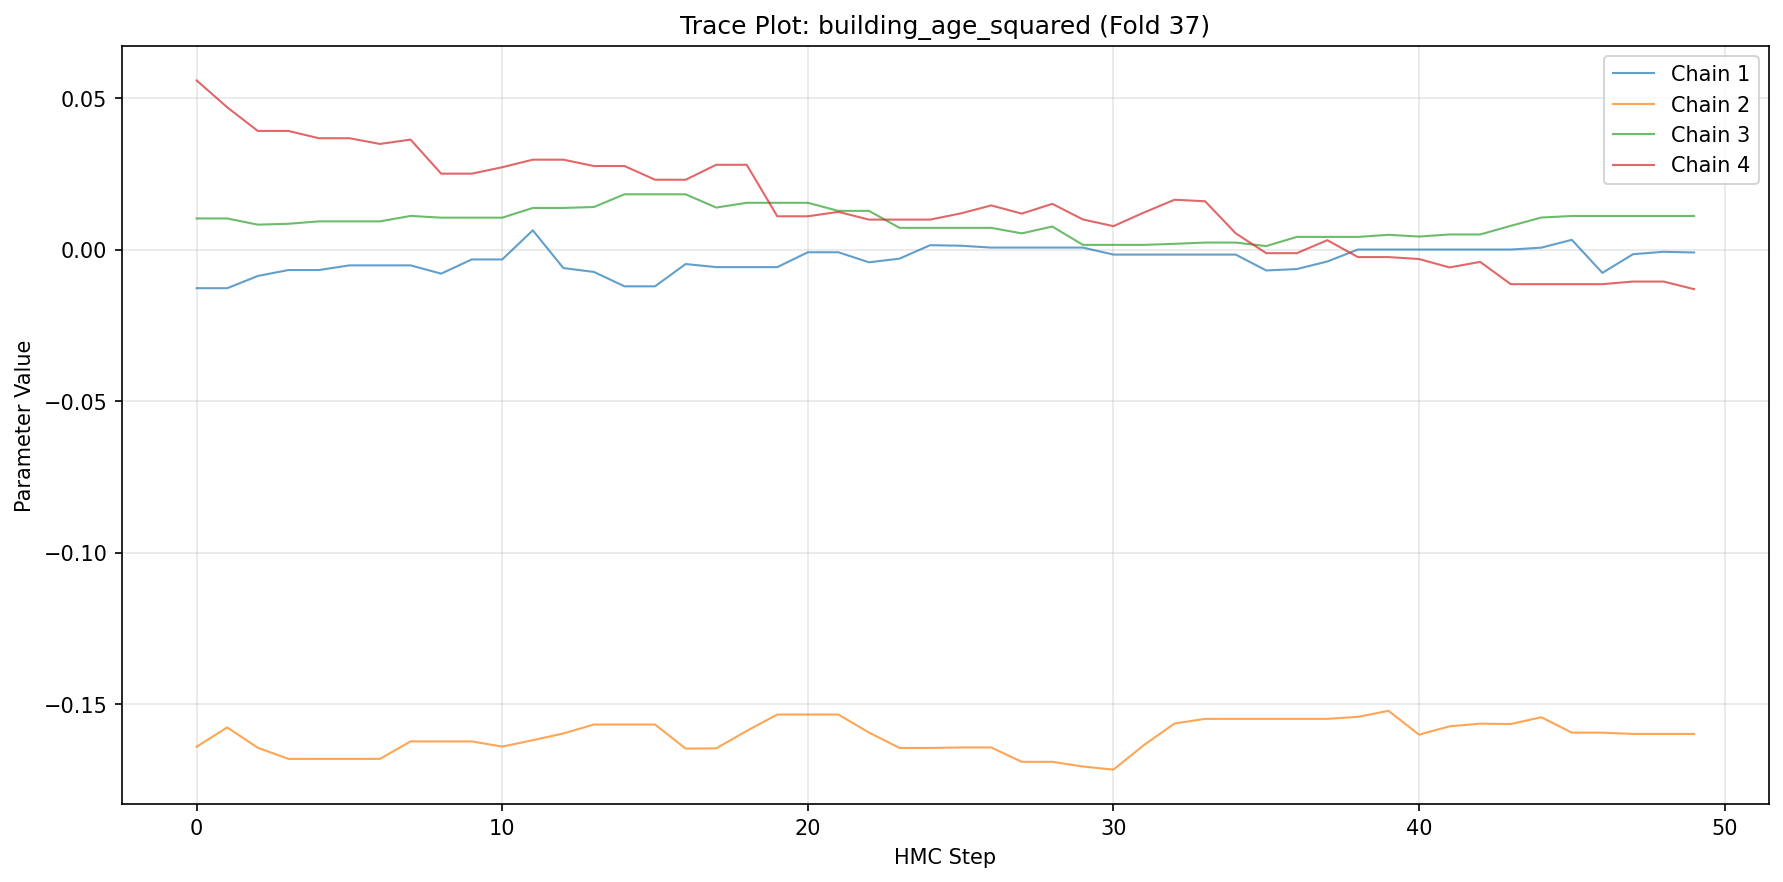 Trace Plot: building_age_squared (Fold 37)
Chain 1
Chain 2
Chain 3
Chain 4
0.05
0.00
−0.05
−0.10
−0.15
Parameter Value
0
10
20
30
40
50
HMC Step